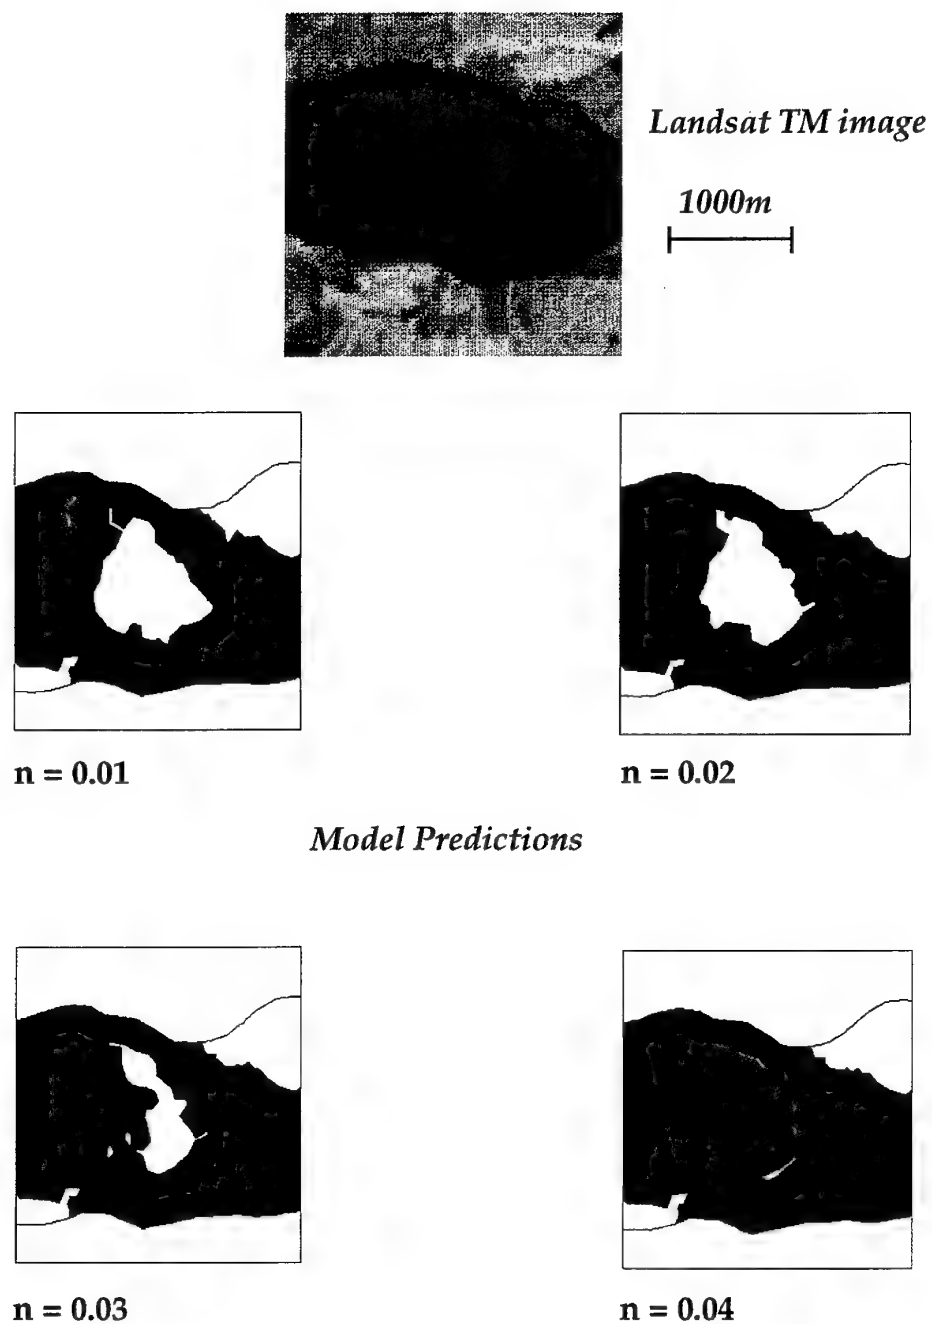 Landsat TM image
1000m
n = 0.01
n = 0.02
Model Predictions
n = 0.03
n = 0.04